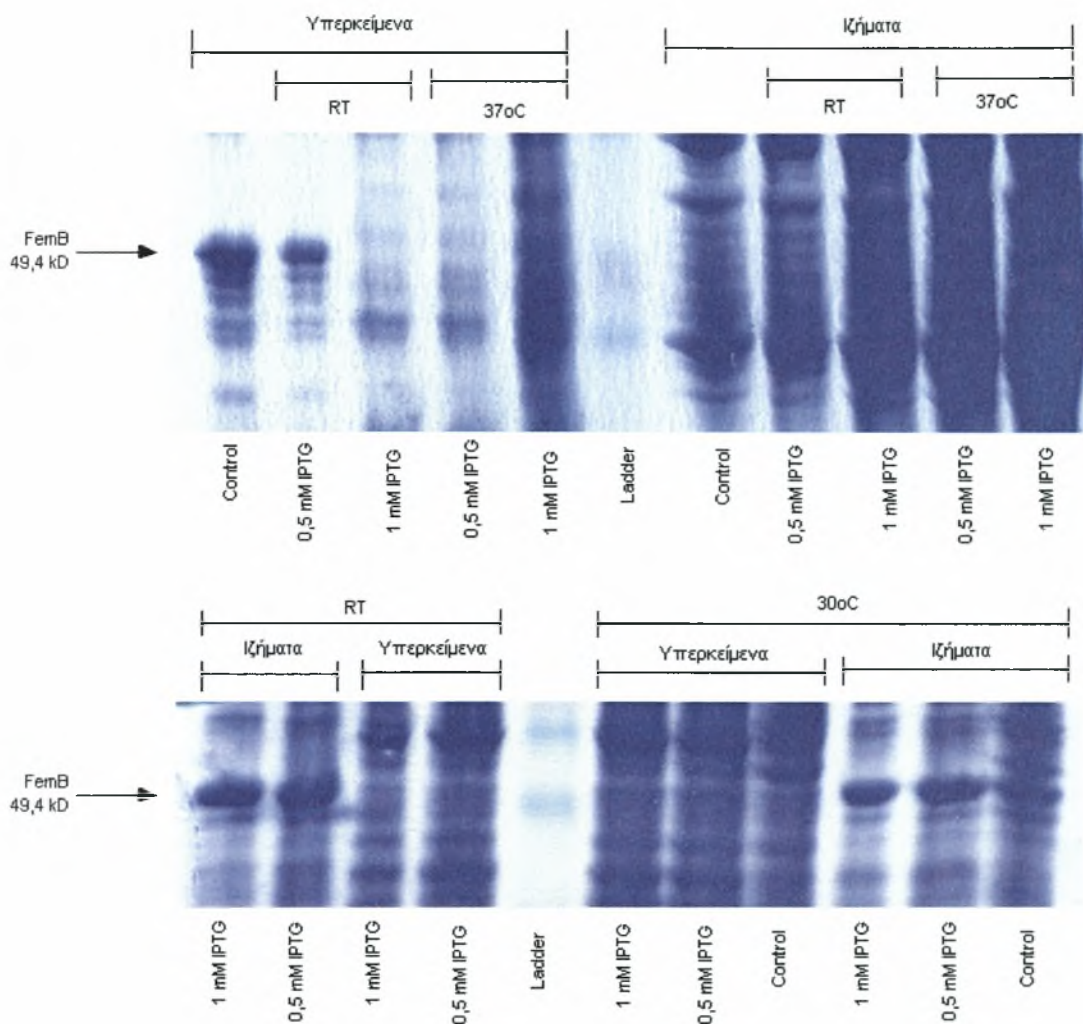 Υπερκείμενα Ιζήματα
RT 37οC RT 37οC
FemB
49,4 kD
Control 0,5 mM IPTG 1 mM IPTG 0,5 mM IPTG 1 mM IPTG Ladder Control 0,5 mM IPTG 1 mM IPTG 0,5 mM IPTG 1 mM IPTG
RT 30οC
Ιζήματα Υπερκείμενα Υπερκείμενα Ιζήματα
FemB
49,4 kD
1 mM IPTG 0,5 mM IPTG 1 mM IPTG 0,5 mM IPTG Ladder 1 mM IPTG 0,5 mM IPTG Control 1 mM IPTG 0,5 mM IPTG Control